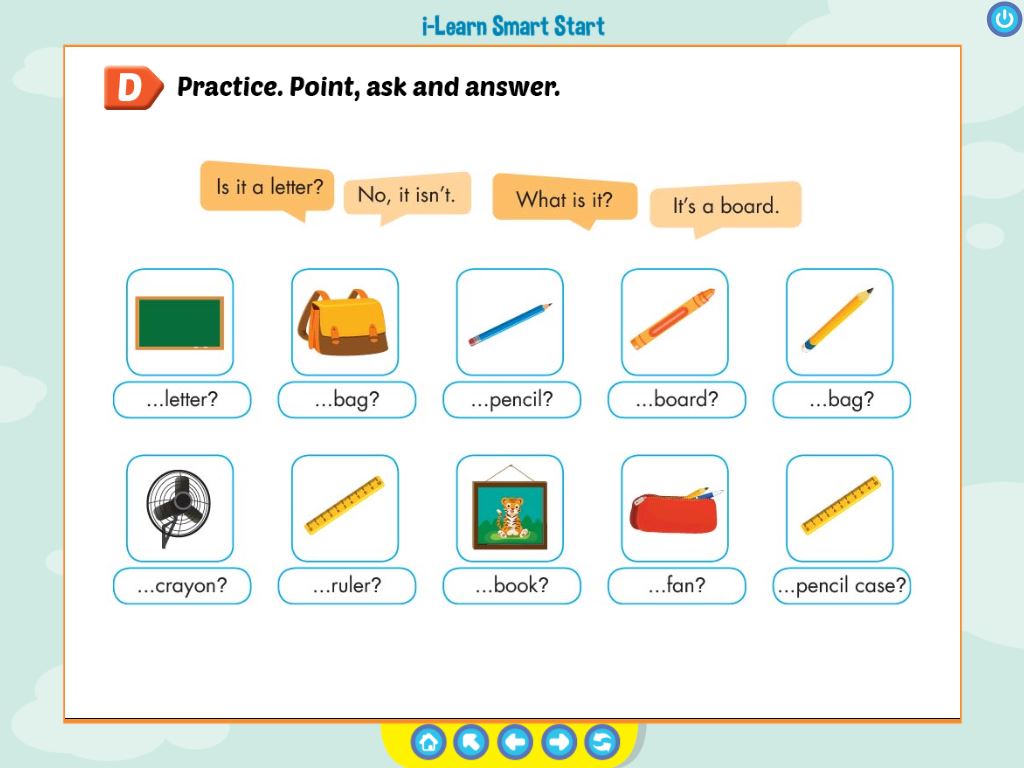 i-Learn Smart Start
D Practice. Point, ask and answer.
Is it a letter? No, it isn't. What is it? It's a board.
...letter? ...bag? ...pencil? ...board? ...bag?
...crayon? ...ruler? ...book? ...fan? ...pencil case?